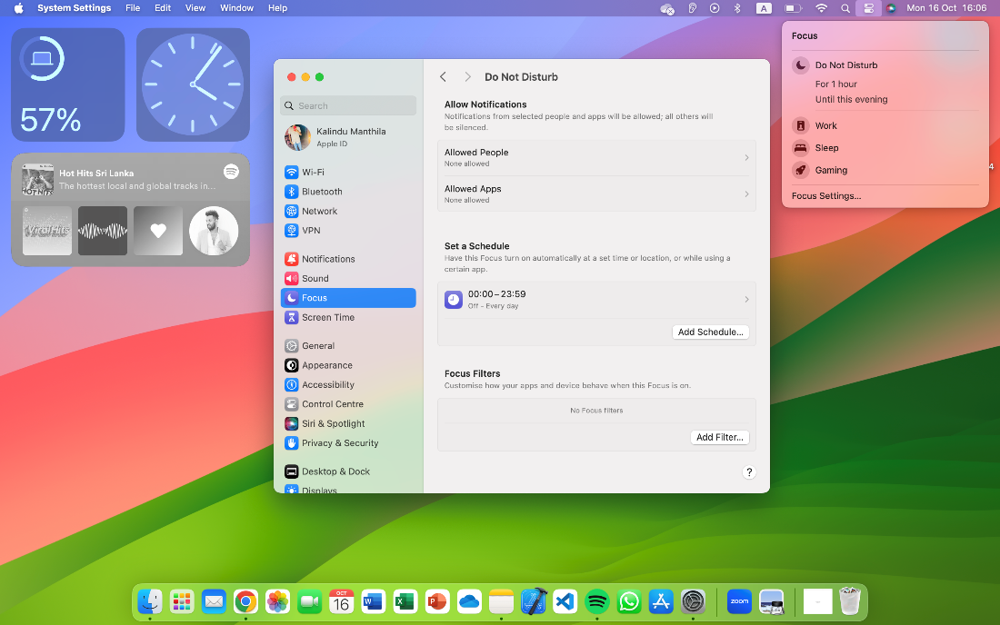 System Settings File Edit View Window Help
A
Mon 16 Oct 16:06
57%
Hot Hits Sri Lanka
The hottest local and global tracks in...
HOT HITS
Viral Hits
Search
Kalindu Manthila
Apple ID
Wi-Fi
Bluetooth
Network
VPN
Notifications
Sound
Focus
Screen Time
General
Appearance
Accessibility
Control Centre
Siri & Spotlight
Privacy & Security
Desktop & Dock
Displays
Do Not Disturb
Allow Notifications
Notifications from selected people and apps will be allowed; all others will
be silenced.
Allowed People
None allowed
Allowed Apps
None allowed
Set a Schedule
Have this Focus turn on automatically at a set time or location, or while using a
certain app.
00:00 – 23:59
Off - Every day
Add Schedule...
Focus Filters
Customise how your apps and device behave when this Focus is on.
No Focus filters
Add Filter...
?
Focus
Do Not Disturb
For 1 hour
Until this evening
Work
Sleep
Gaming
Focus Settings...
4
OCT
16
W
X
P
zoom